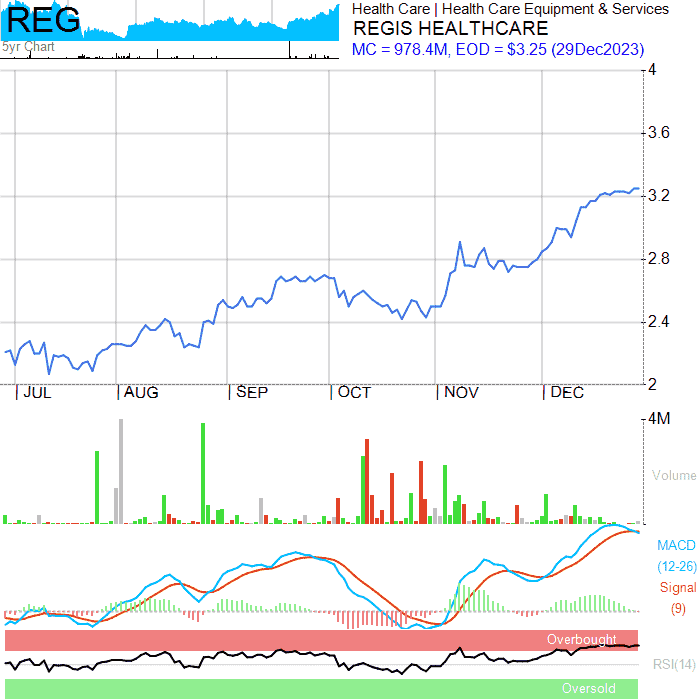 REG
5yr Chart
Health Care | Health Care Equipment & Services
REGIS HEALTHCARE
MC = 978.4M, EOD = $3.25 (29Dec2023)
4
3.6
3.2
2.8
2.4
2
| JUL | AUG | SEP | OCT | NOV | DEC
4M
Volume
MACD
(12-26)
Signal
(9)
Overbought
RSI(14)
Oversold